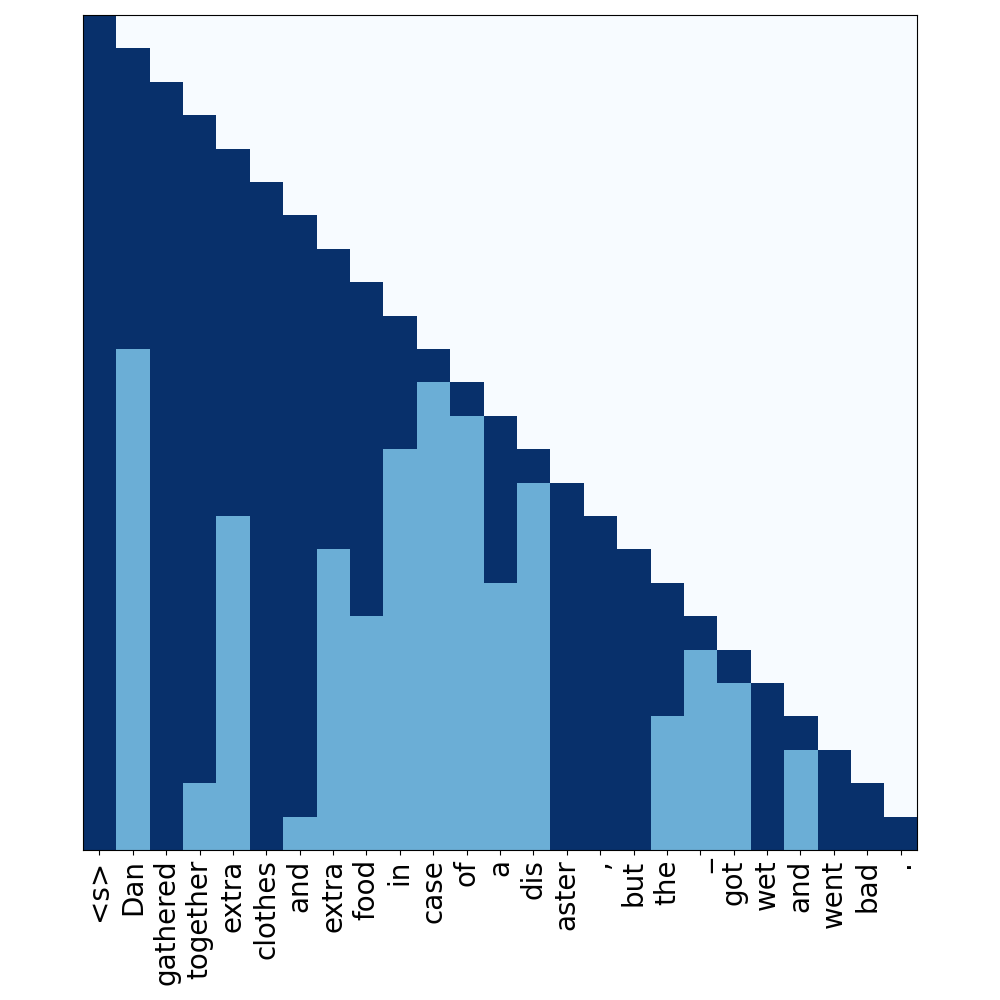 <s> Dan gathered together extra clothes and extra food in case of a dis aster , but the _ got wet and went bad .